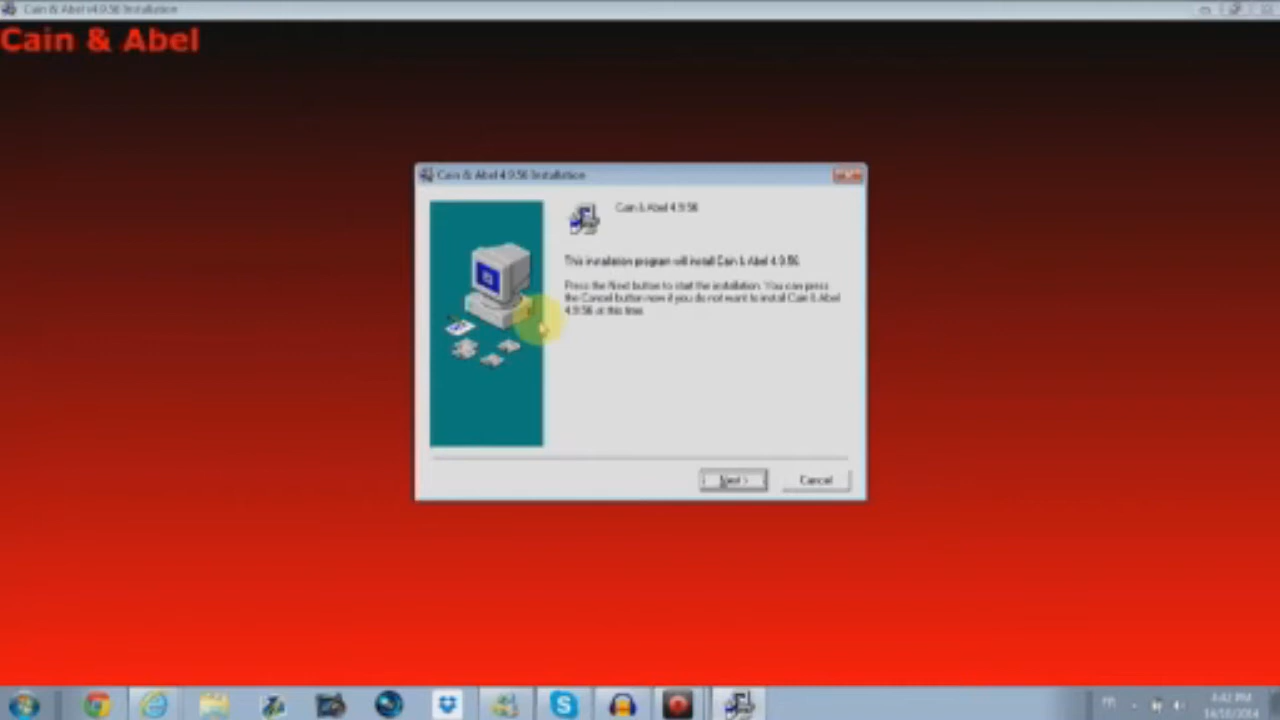 Cain & Abel v4.9.56 Installation
Cain & Abel
Cain & Abel 4.9.56 Installation
Cain & Abel 4.9.56
This installation program will install Cain & Abel 4.9.56.
Press the Next button to start the installation. You can press
the Cancel button now if you do not want to install Cain & Abel
4.9.56 at this time.
Next >
Cancel
4:42 PM